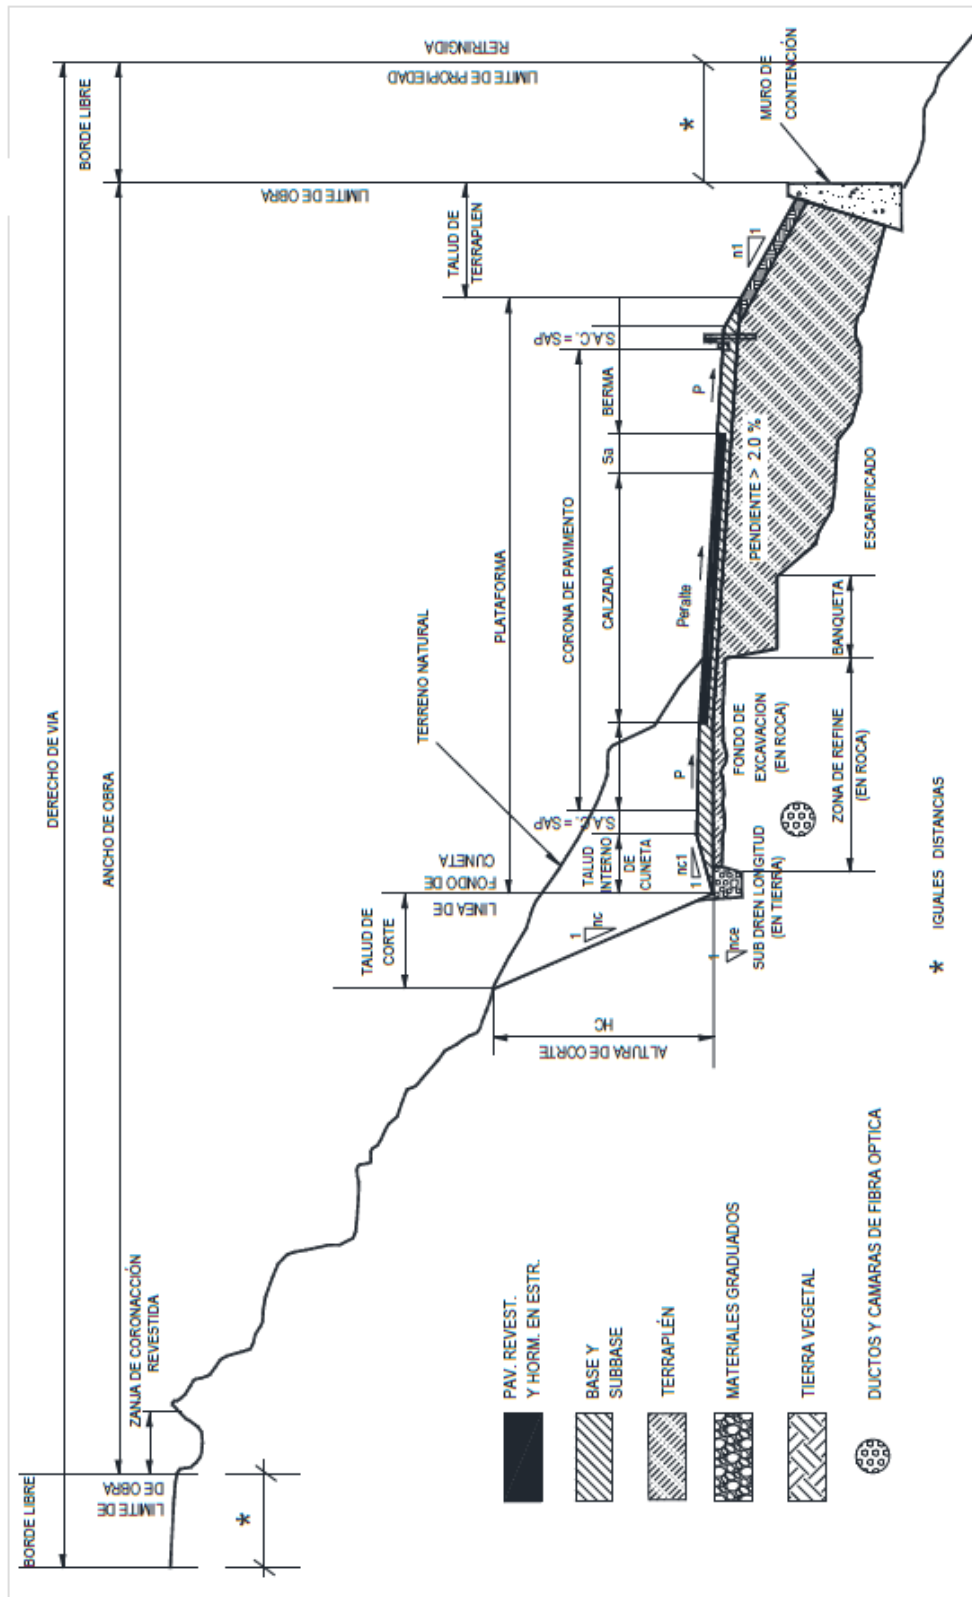 DERECHO DE VIA
BORDE LIBRE
ANCHO DE OBRA
BORDE LIBRE
LIMITE DE
DE OBRA
ZANJA DE CORONACCIÓN
REVESTIDA
LIMITE DE OBRA
LIMITE DE PROPIEDAD
RETRINGIDA
*
*
TALUD DE
CORTE
LINEA DE
FONDO DE
CUNETA
TERRENO NATURAL
PLATAFORMA
TALUD DE
TERRAPLEN
CORONA DE PAVIMENTO
S.A.C. = SAP
S.A.C. = SAP
TALUD
INTERNO
DE
CUNETA
CALZADA
Sa
BERMA
ALTURA DE CORTE
HC
1
nc
1
nc1
P
Peralte
P
n1
1
MURO DE
CONTENCIÓN
1
nce
SUB DREN LONGITUD
(EN TIERRA)
FONDO DE
EXCAVACION
(EN ROCA)
PENDIENTE > 2.0 %
ZONA DE REFINE
(EN ROCA)
BANQUETA
ESCARIFICADO
* IGUALES DISTANCIAS
PAV. REVEST.
Y HORM. EN ESTR.
BASE Y
SUBBASE
TERRAPLÉN
MATERIALES GRADUADOS
TIERRA VEGETAL
DUCTOS Y CAMARAS DE FIBRA OPTICA